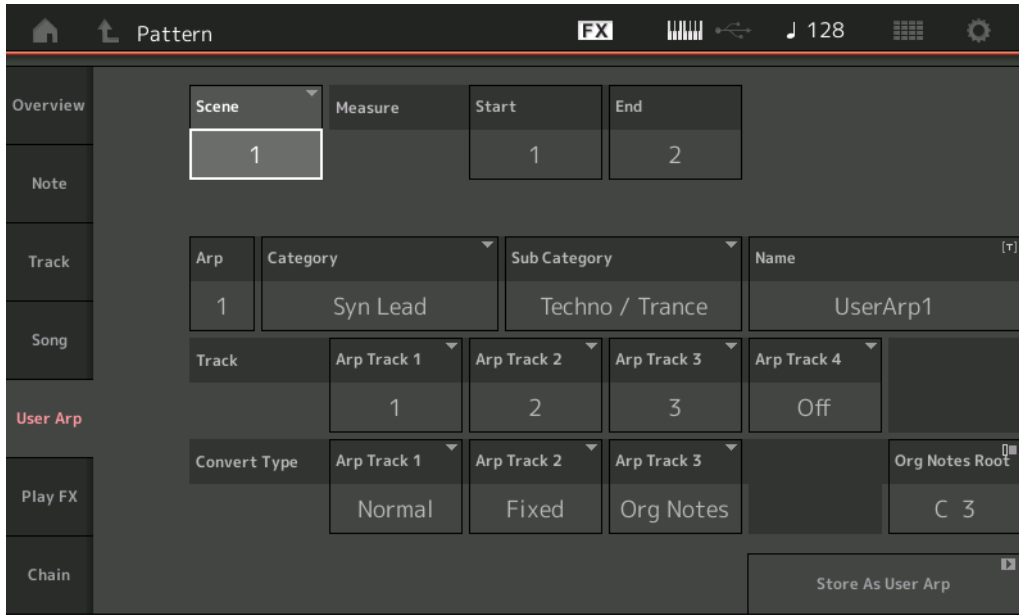 Pattern FX ♩ 128
Overview
Note
Track
Song
User Arp
Play FX
Chain
Scene Measure Start End
1 1 2
Arp Category Sub Category Name [T]
1 Syn Lead Techno / Trance UserArp1
Track Arp Track 1 Arp Track 2 Arp Track 3 Arp Track 4
1 2 3 Off
Convert Type Arp Track 1 Arp Track 2 Arp Track 3 Org Notes Root
Normal Fixed Org Notes C 3
Store As User Arp